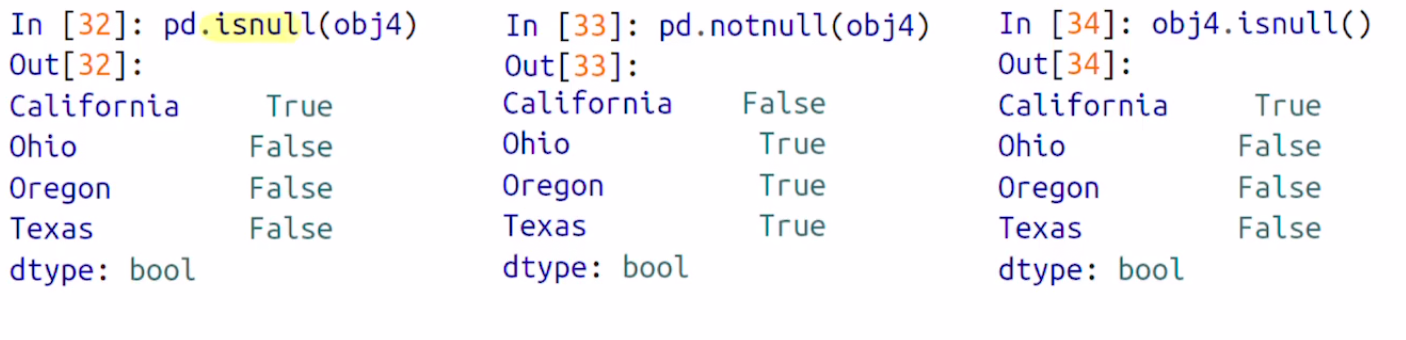 In [32]: pd.isnull(obj4)
Out[32]:
California     True
Ohio          False
Oregon        False
Texas         False
dtype: bool
In [33]: pd.notnull(obj4)
Out[33]:
California    False
Ohio           True
Oregon         True
Texas          True
dtype: bool
In [34]: obj4.isnull()
Out[34]:
California     True
Ohio          False
Oregon        False
Texas         False
dtype: bool